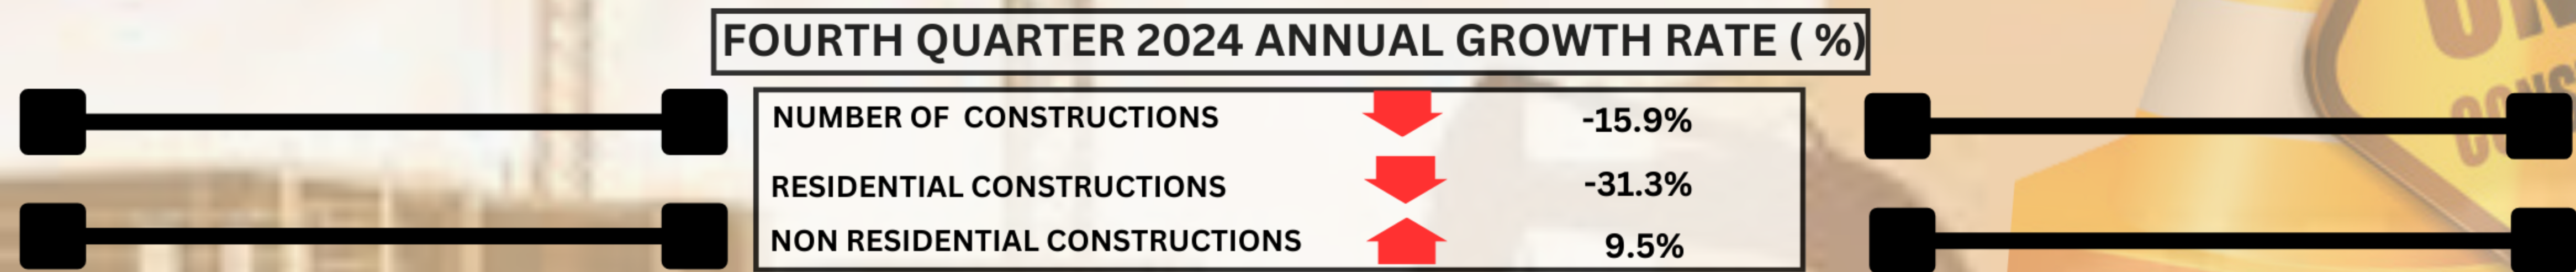 FOURTH QUARTER 2024 ANNUAL GROWTH RATE ( %)
NUMBER OF CONSTRUCTIONS -15.9%
RESIDENTIAL CONSTRUCTIONS -31.3%
NON RESIDENTIAL CONSTRUCTIONS 9.5%